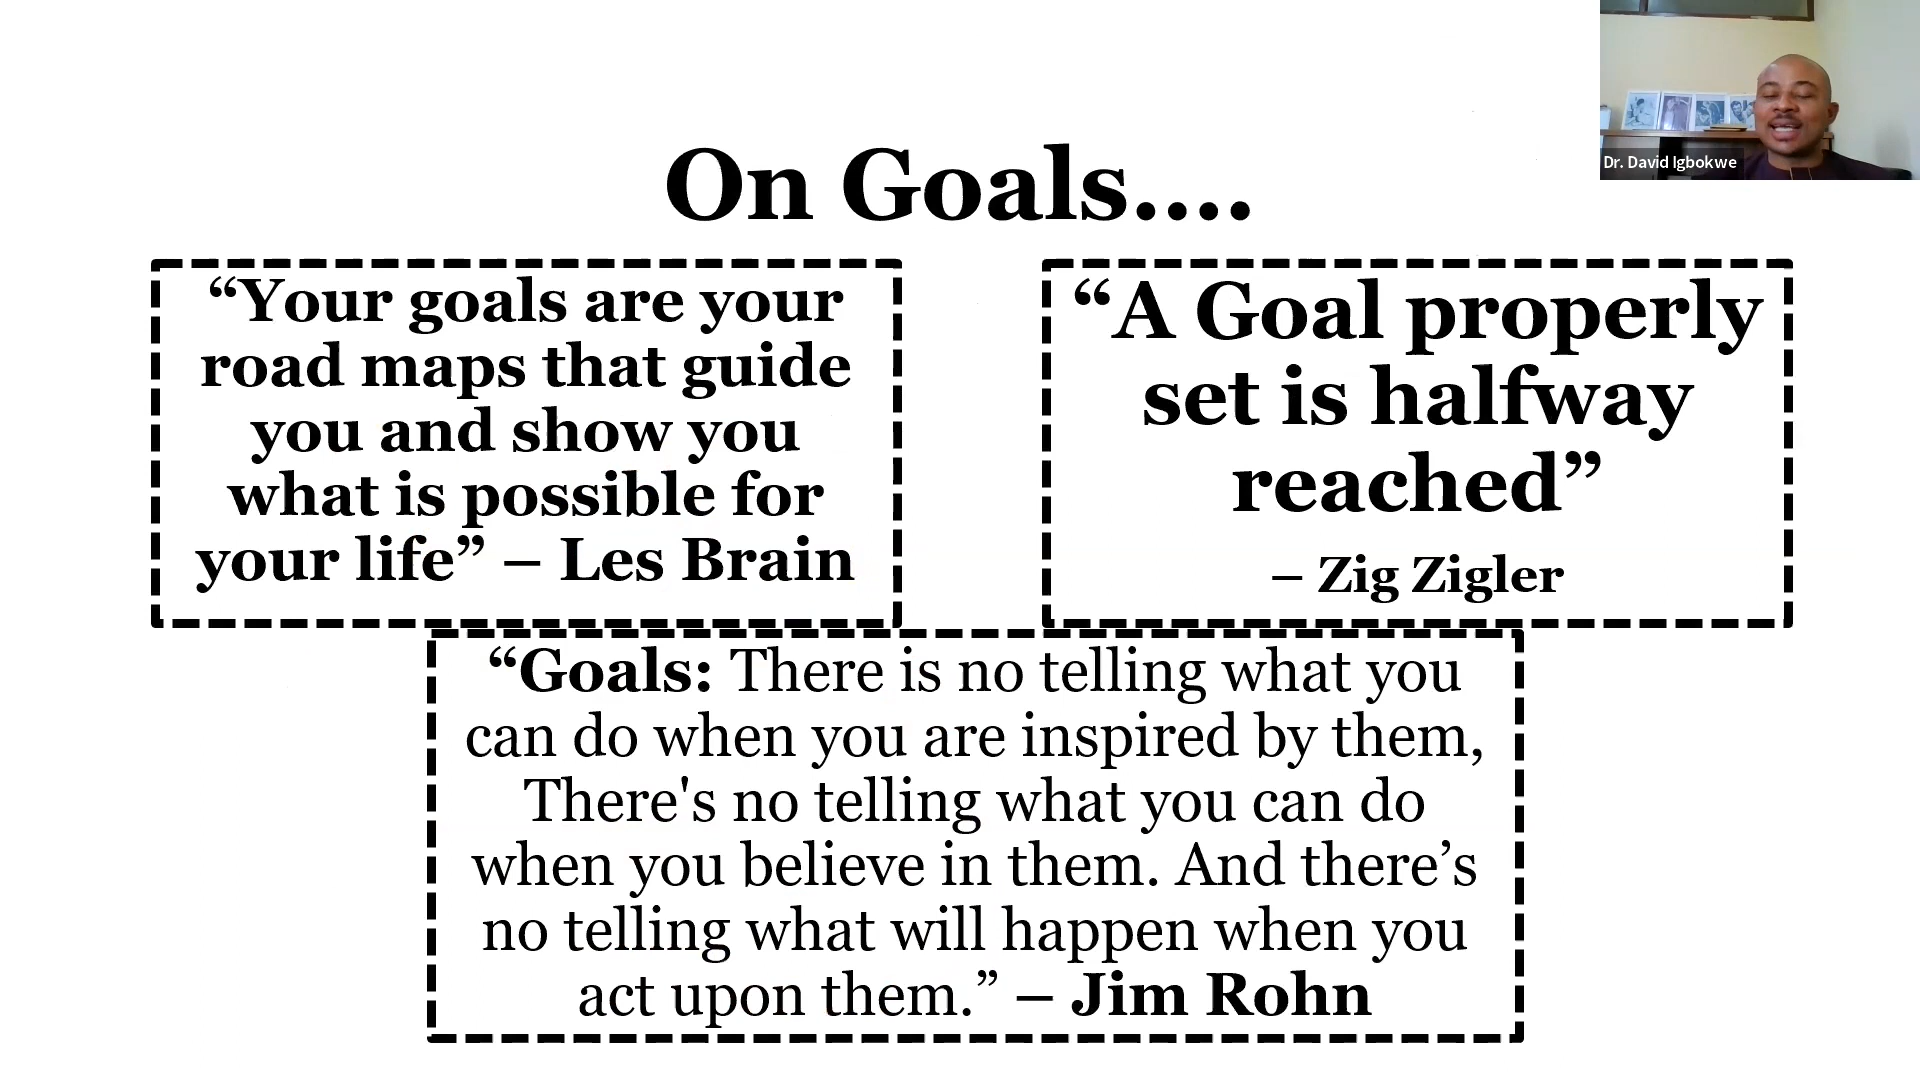 Dr. David Igbokwe
On Goals....
“Your goals are your
road maps that guide
you and show you
what is possible for
your life” – Les Brain
“A Goal properly
set is halfway
reached”
– Zig Zigler
“Goals: There is no telling what you
can do when you are inspired by them,
There's no telling what you can do
when you believe in them. And there’s
no telling what will happen when you
act upon them.” – Jim Rohn